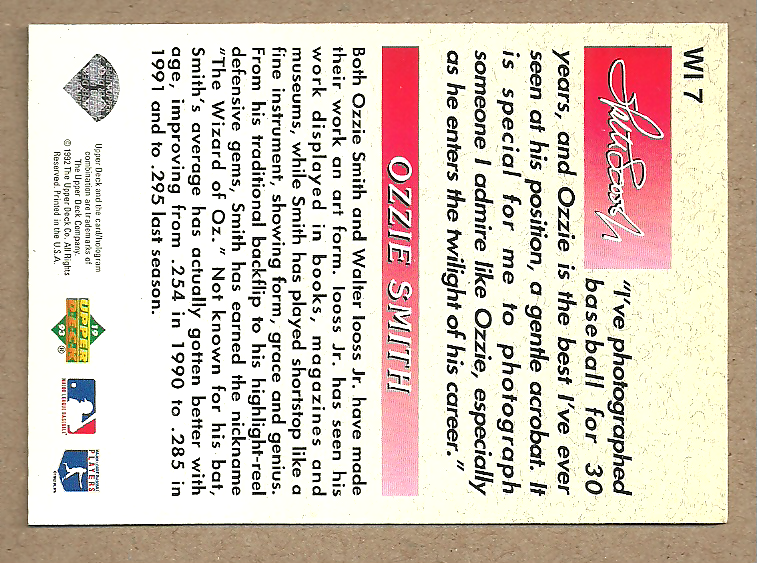 WI 7
"I've photographed
baseball for 30
years, and Ozzie is the best I've ever
seen at his position, a gentle acrobat. It
is special for me to photograph
someone I admire like Ozzie, especially
as he enters the twilight of his career."
OZZIE SMITH
Both Ozzie Smith and Walter Iooss Jr. have made
their work an art form. Iooss Jr. has seen his
work displayed in books, magazines and
museums, while Smith has played shortstop like a
fine instrument, showing form, grace and genius.
From his traditional backflip to his highlight-reel
defensive gems, Smith has earned the nickname
"The Wizard of Oz." Not known for his bat,
Smith's average has actually gotten better with
age, improving from .254 in 1990 to .285 in
1991 and to .295 last season.
Upper Deck and the card/hologram
combination are trademarks of
The Upper Deck Company.
© 1992 The Upper Deck Co. All Rights
Reserved. Printed in the U.S.A.
19
UPPER
DECK
93 ®
MAJOR LEAGUE BASEBALL
PLAYERS